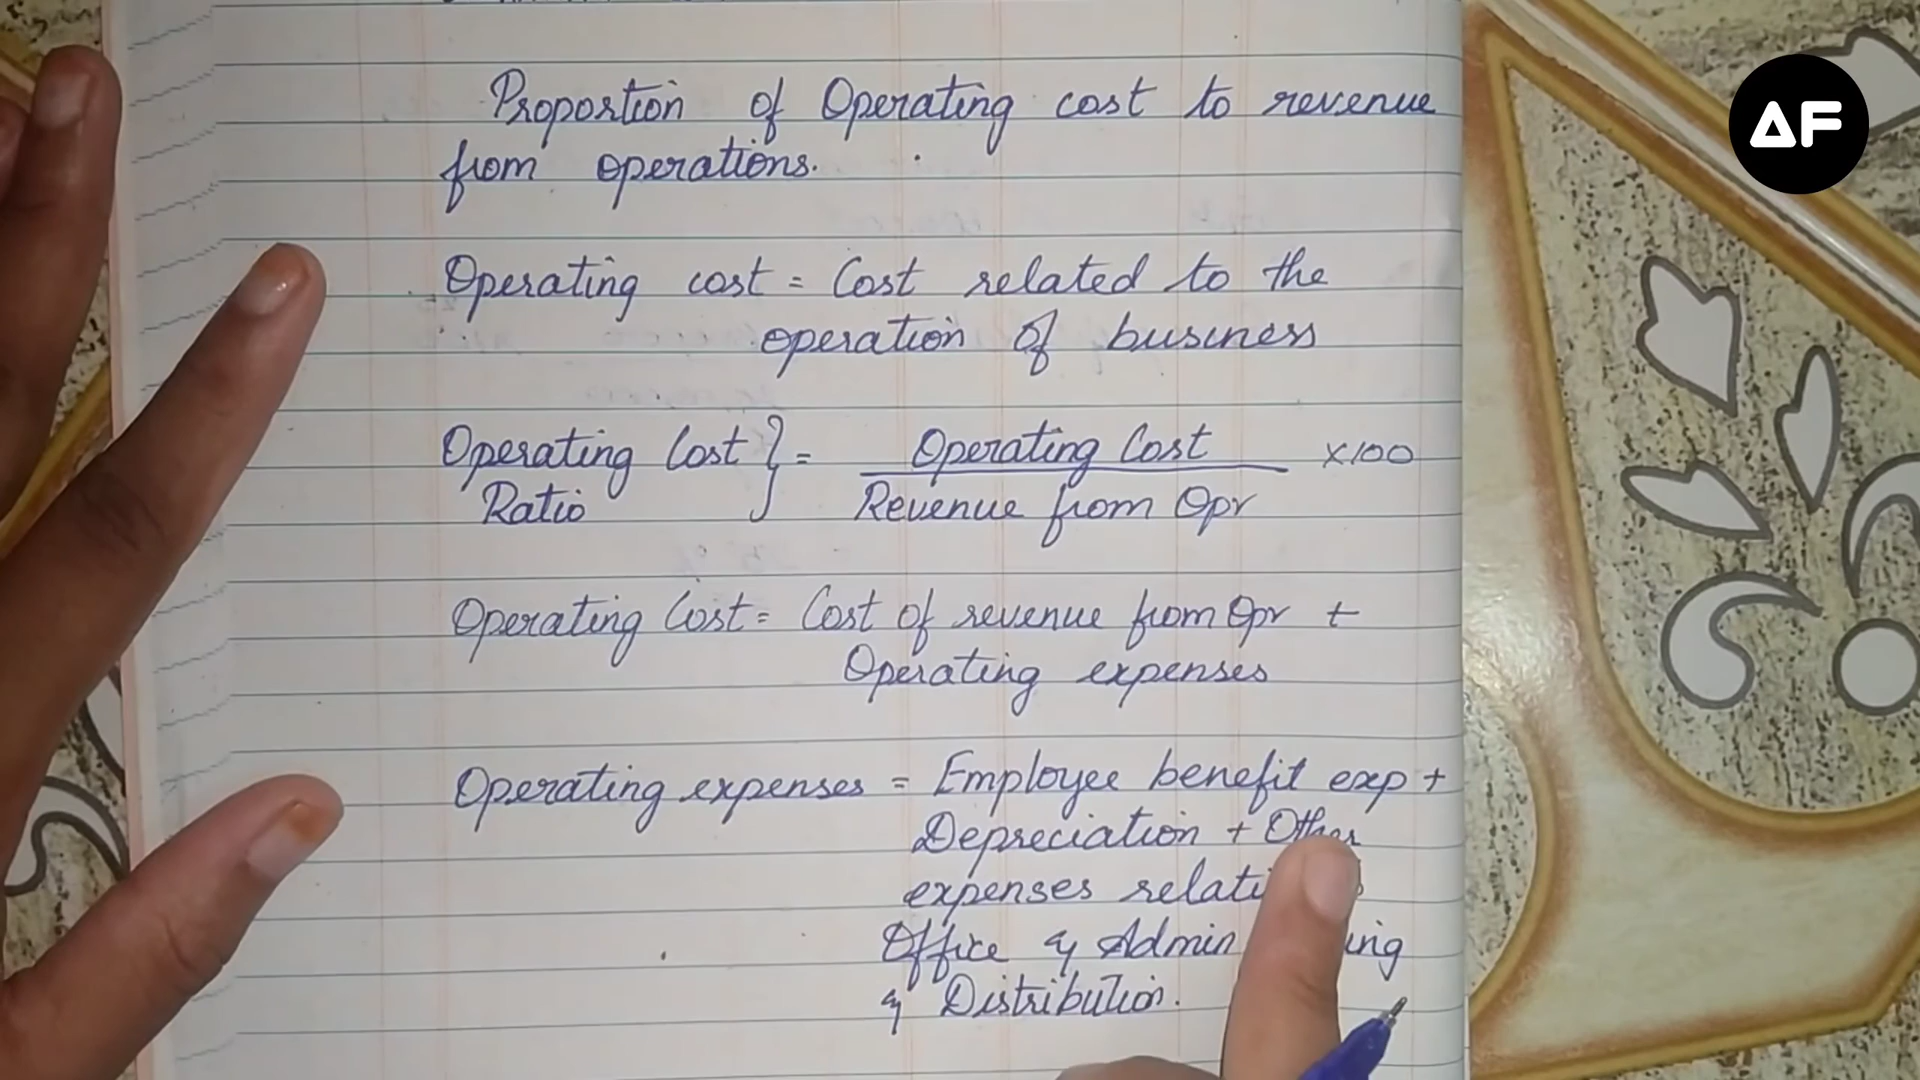 Proportion of Operating cost to revenue
from operations.
Operating cost = Cost related to the
operation of business
Operating Cost } = Operating Cost ×100
Ratio Revenue from Opr
Operating Cost = Cost of revenue from Opr +
Operating expenses
Operating expenses = Employee benefit exp +
Depreciation + Other
expenses
Office & Admin
& Distribution.
AF